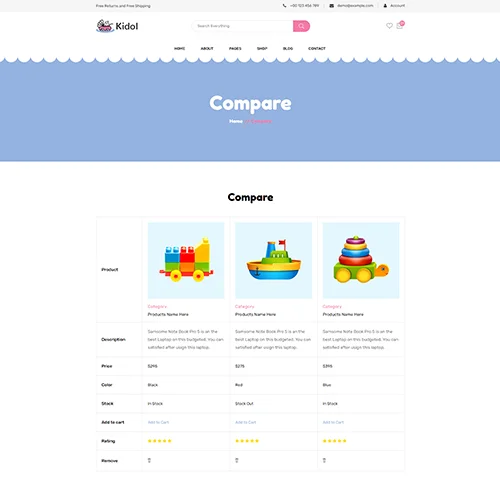 Free Returns and Free Shipping
+00 123 456 789 demo@example.com Account
Kidol
Search Everything...
HOME ABOUT PAGES SHOP BLOG CONTACT
Compare
Home Compare
Compare
Product
Category Category Category
Products Name Here Products Name Here Products Name Here
Description
Samsome Note Book Pro 5 is an the Samsome Note Book Pro 5 is an the Samsome Note Book Pro 5 is an the
best Laptop on this budgeted. You best Laptop on this budgeted. You best Laptop on this budgeted. You
can satisfied after usign this laptop. can satisfied after usign this laptop. can satisfied after usign this laptop.
Price $295 $275 $395
Color Black Red Blue
Stock In Stock Stock Out In Stock
Add to cart Add to Cart Add to Cart Add to Cart
Rating
Remove